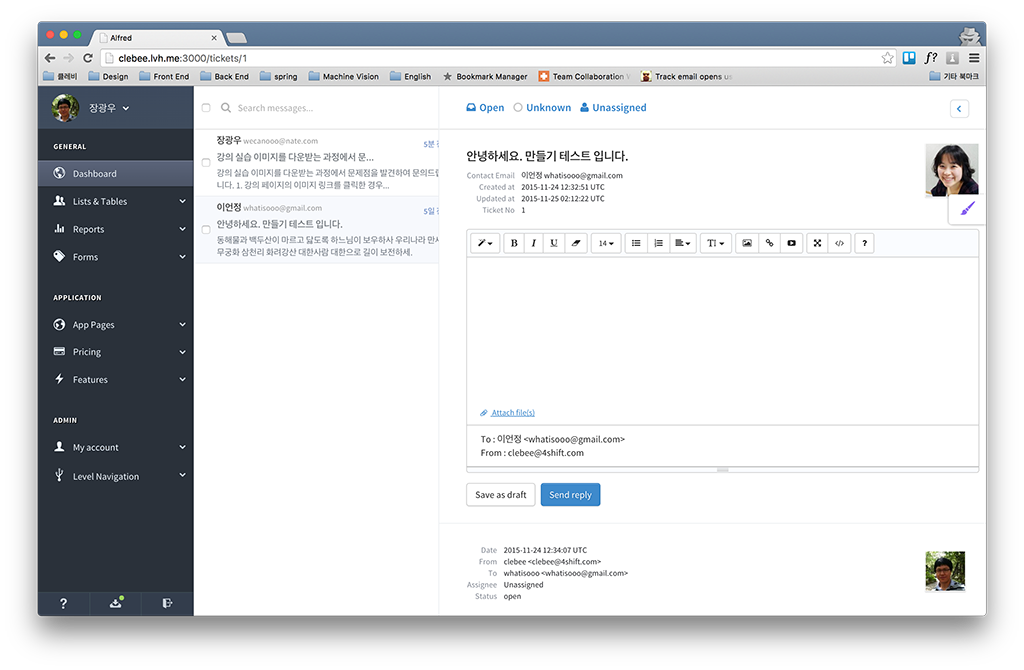 Alfred
clebee.lvh.me:3000/tickets/1
클레비 Design Front End Back End spring Machine Vision English Bookmark Manager Team Collaboration Track email opens us 기타 북마크
장광우
GENERAL
Dashboard
Lists & Tables
Reports
Forms
APPLICATION
App Pages
Pricing
Features
ADMIN
My account
Level Navigation
?
Search messages...
장광우 wecanooo@nate.com
5분
강의 실습 이미지를 다운받는 과정에서 문...
강의 실습 이미지를 다운받는 과정에서 문제점을 발견하여 문의드립
니다. 1. 강의 페이지의 이미지 링크를 클릭한 경우...
이언정 whatisooo@gmail.com
5일
안녕하세요. 만들기 테스트 입니다.
동해물과 백두산이 마르고 닳도록 하느님이 보우하사 우리나라 만세
무궁화 삼천리 화려강산 대한사람 대한으로 길이 보전하세.
Open Unknown Unassigned
안녕하세요. 만들기 테스트 입니다.
Contact Email 이언정 whatisooo@gmail.com
Created at 2015-11-24 12:32:51 UTC
Updated at 2015-11-25 02:12:22 UTC
Ticket No 1
B I U 14 T ?
Attach file(s)
To : 이언정 <whatisooo@gmail.com>
From : clebee@4shift.com
Save as draft Send reply
Date 2015-11-24 12:34:07 UTC
From clebee <clebee@4shift.com>
To whatisooo <whatisooo@gmail.com>
Assignee Unassigned
Status open